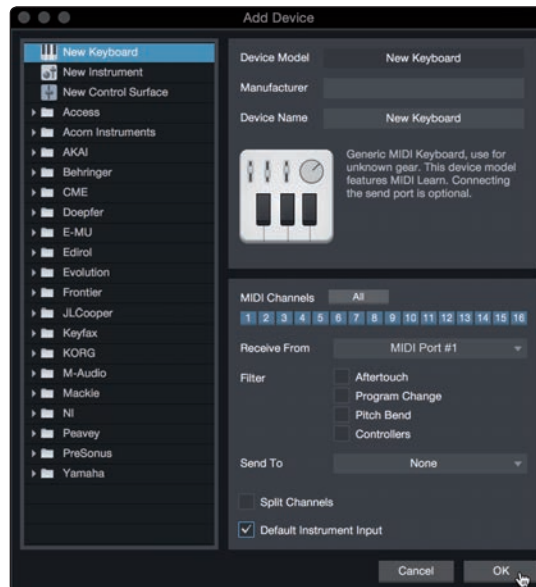 Add Device
New Keyboard
New Instrument
New Control Surface
Access
Acorn Instruments
AKAI
Behringer
CME
Doepfer
E-MU
Edirol
Evolution
Frontier
JLCooper
Keyfax
KORG
M-Audio
Mackie
NI
Peavey
PreSonus
Yamaha
Device Model New Keyboard
Manufacturer
Device Name New Keyboard
Generic MIDI Keyboard, use for
unknown gear. This device model
features MIDI Learn. Connecting
the send port is optional.
MIDI Channels All
1 2 3 4 5 6 7 8 9 10 11 12 13 14 15 16
Receive From MIDI Port #1
Filter Aftertouch
Program Change
Pitch Bend
Controllers
Send To None
Split Channels
Default Instrument Input
Cancel OK